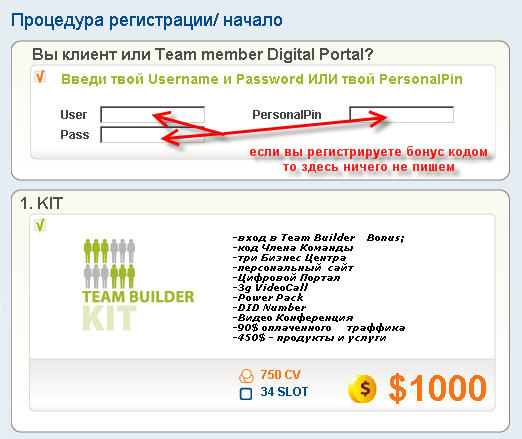 Процедура регистрации/ начало
Вы клиент или Team member Digital Portal?
Введи твой Username и Password ИЛИ твой PersonalPin
User
PersonalPin
Pass
если вы регистрируете бонус кодом
то здесь ничего не пишем
1. KIT
-вход в Team Builder Bonus;
-код Члена Команды
-три Бизнес Центра
-персональный сайт
-Цифровой Портал
-3g VideoCall
-Power Pack
-DID Number
-Видео Конференция
-90$ оплаченного траффика
-450$ - продукты и услуги
TEAM BUILDER
KIT
750 CV
34 SLOT
$
$1000